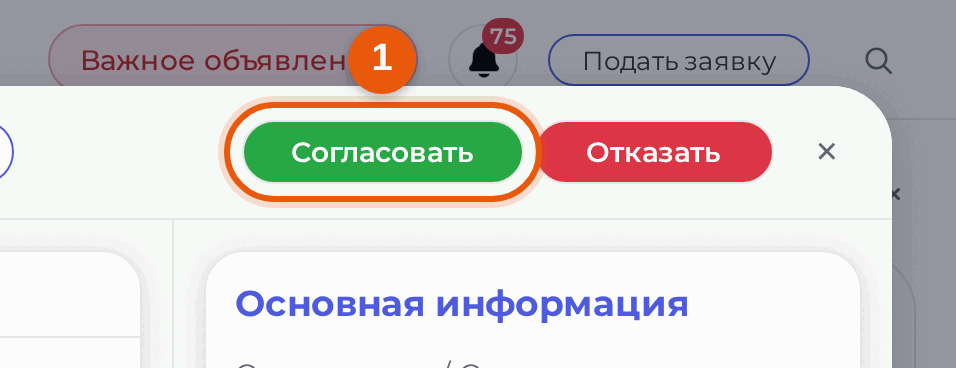 Важное объявлен
1
75
Подать заявку
Согласовать
Отказать
Основная информация